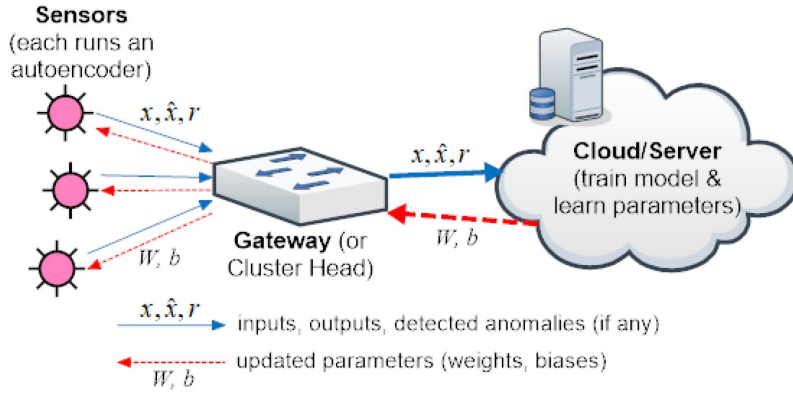 Sensors
(each runs an
autoencoder)
x, x̂, r
x, x̂, r
Cloud/Server
(train model &
learn parameters)
W, b
Gateway (or
Cluster Head)
W, b
x, x̂, r
inputs, outputs, detected anomalies (if any)
updated parameters (weights, biases)
W, b